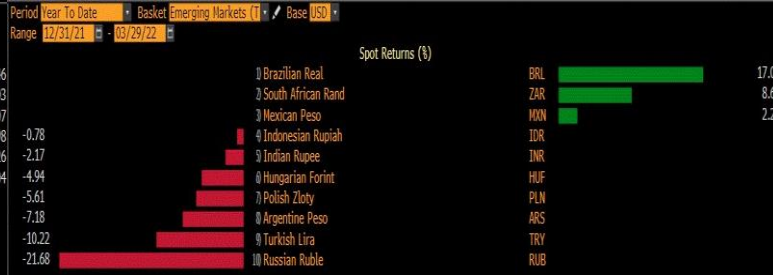 Period Year To Date Basket Emerging Markets (T Base USD
Range 12/31/21 - 03/29/22
Spot Returns (%)
1) Brazilian Real BRL 17.0
2) South African Rand ZAR 8.6
3) Mexican Peso MXN 2.2
-0.78 4) Indonesian Rupiah IDR
-2.17 5) Indian Rupee INR
-4.94 6) Hungarian Forint HUF
-5.61 7) Polish Zloty PLN
-7.18 8) Argentine Peso ARS
-10.22 9) Turkish Lira TRY
-21.68 10) Russian Ruble RUB